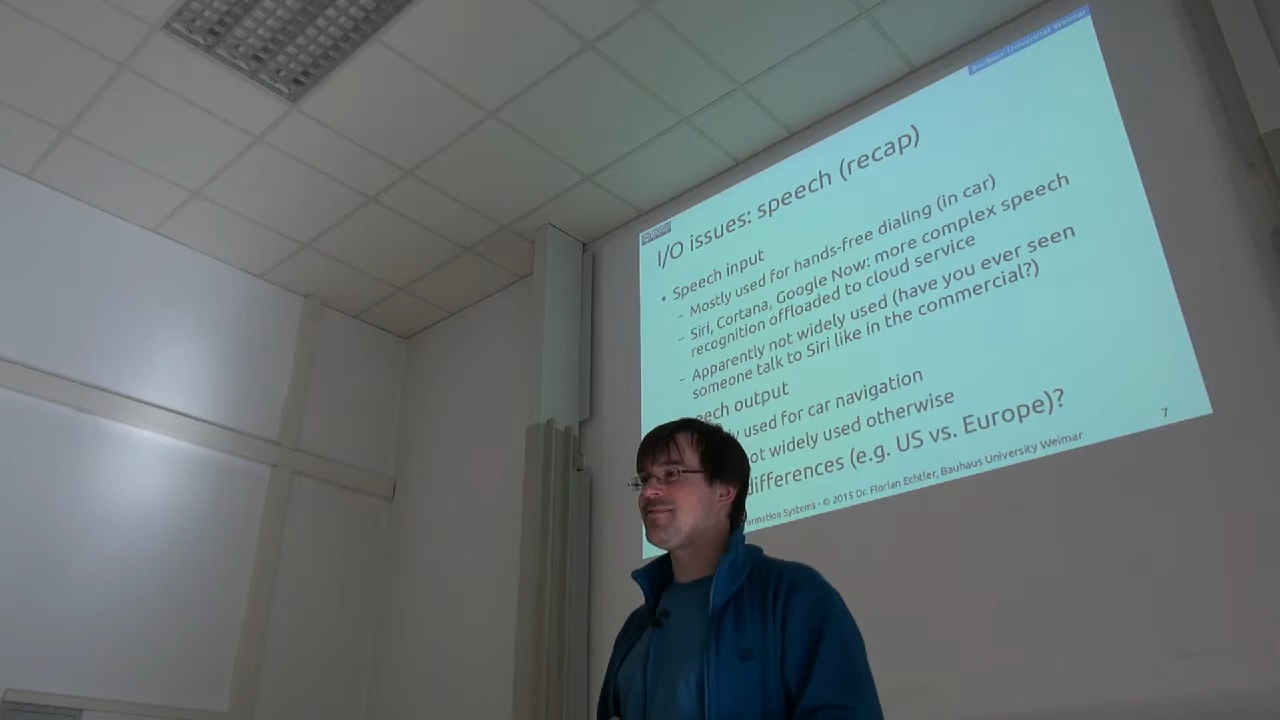 Bauhaus-Universität Weimar
I/O issues: speech (recap)
• Speech input
– Mostly used for hands-free dialing (in car)
– Siri, Cortana, Google Now: more complex speech
recognition offloaded to cloud service
– Apparently not widely used (have you ever seen
someone talk to Siri like in the commercial?)
eech output
y used for car navigation
ot widely used otherwise
differences (e.g. US vs. Europe)?
7
ormation Systems - © 2015 Dr. Florian Echtler, Bauhaus University Weimar